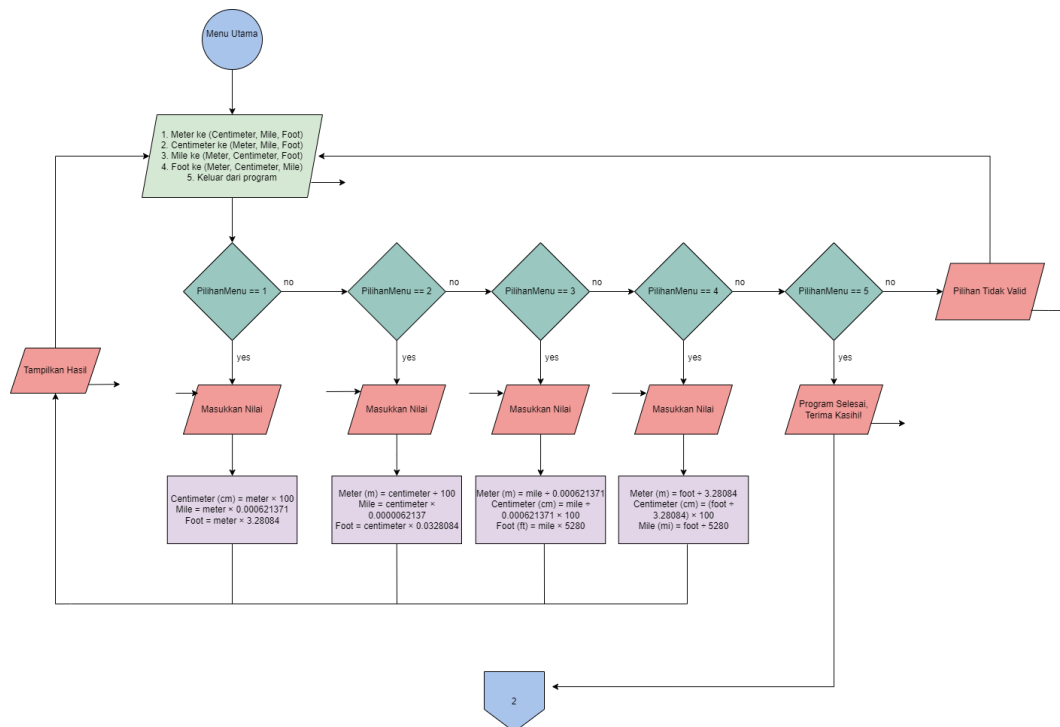 Menu Utama
1. Meter ke (Centimeter, Mile, Foot)
2. Centimeter ke (Meter, Mile, Foot)
3. Mile ke (Meter, Centimeter, Foot)
4. Foot ke (Meter, Centimeter, Mile)
5. Keluar dari program
PilihanMenu == 1
no
PilihanMenu == 2
no
PilihanMenu == 3
no
PilihanMenu == 4
no
PilihanMenu == 5
no
Pilihan Tidak Valid
yes
yes
yes
yes
yes
Tampilkan Hasil
Masukkan Nilai
Masukkan Nilai
Masukkan Nilai
Masukkan Nilai
Program Selesai,
Terima Kasih!
Centimeter (cm) = meter × 100
Mile = meter × 0.000621371
Foot = meter × 3.28084
Meter (m) = centimeter ÷ 100
Mile = centimeter ×
0.0000062137
Foot = centimeter × 0.0328084
Meter (m) = mile ÷ 0.000621371
Centimeter (cm) = mile ÷
0.000621371 × 100
Foot (ft) = mile × 5280
Meter (m) = foot ÷ 3.28084
Centimeter (cm) = (foot ÷
3.28084) × 100
Mile (mi) = foot ÷ 5280
2